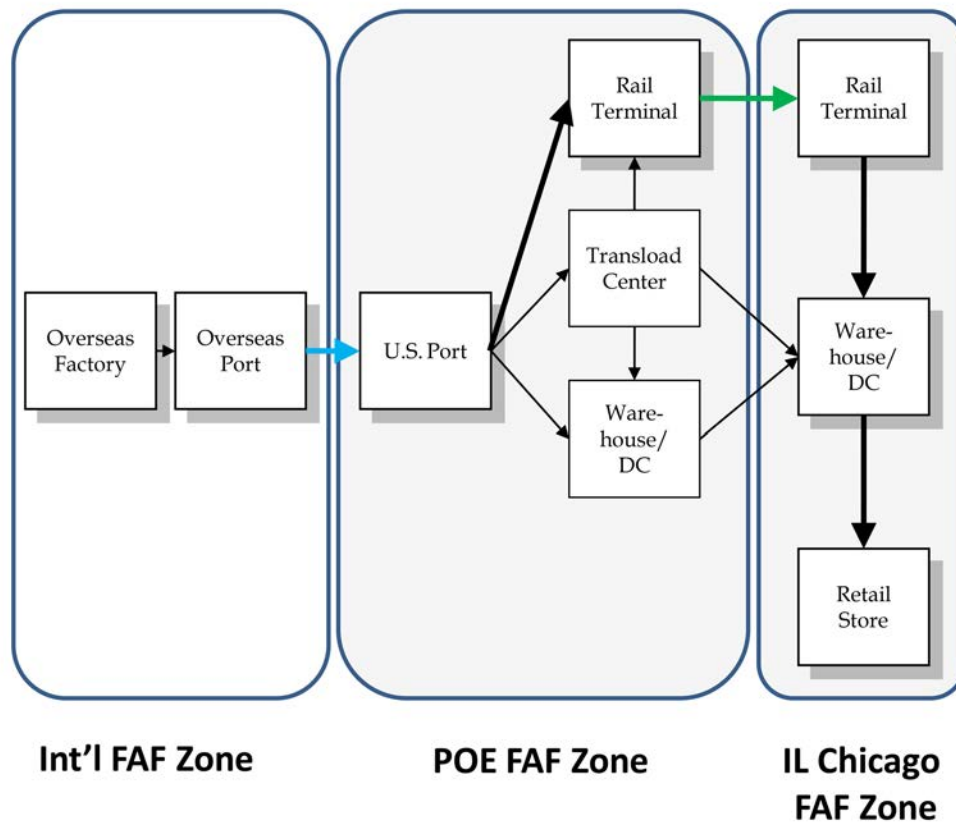 Rail
Terminal
Rail
Terminal
Transload
Center
Overseas
Factory
Overseas
Port
U.S. Port
Ware-
house/
DC
Ware-
house/
DC
Retail
Store
Int'l FAF Zone
POE FAF Zone
IL Chicago
FAF Zone